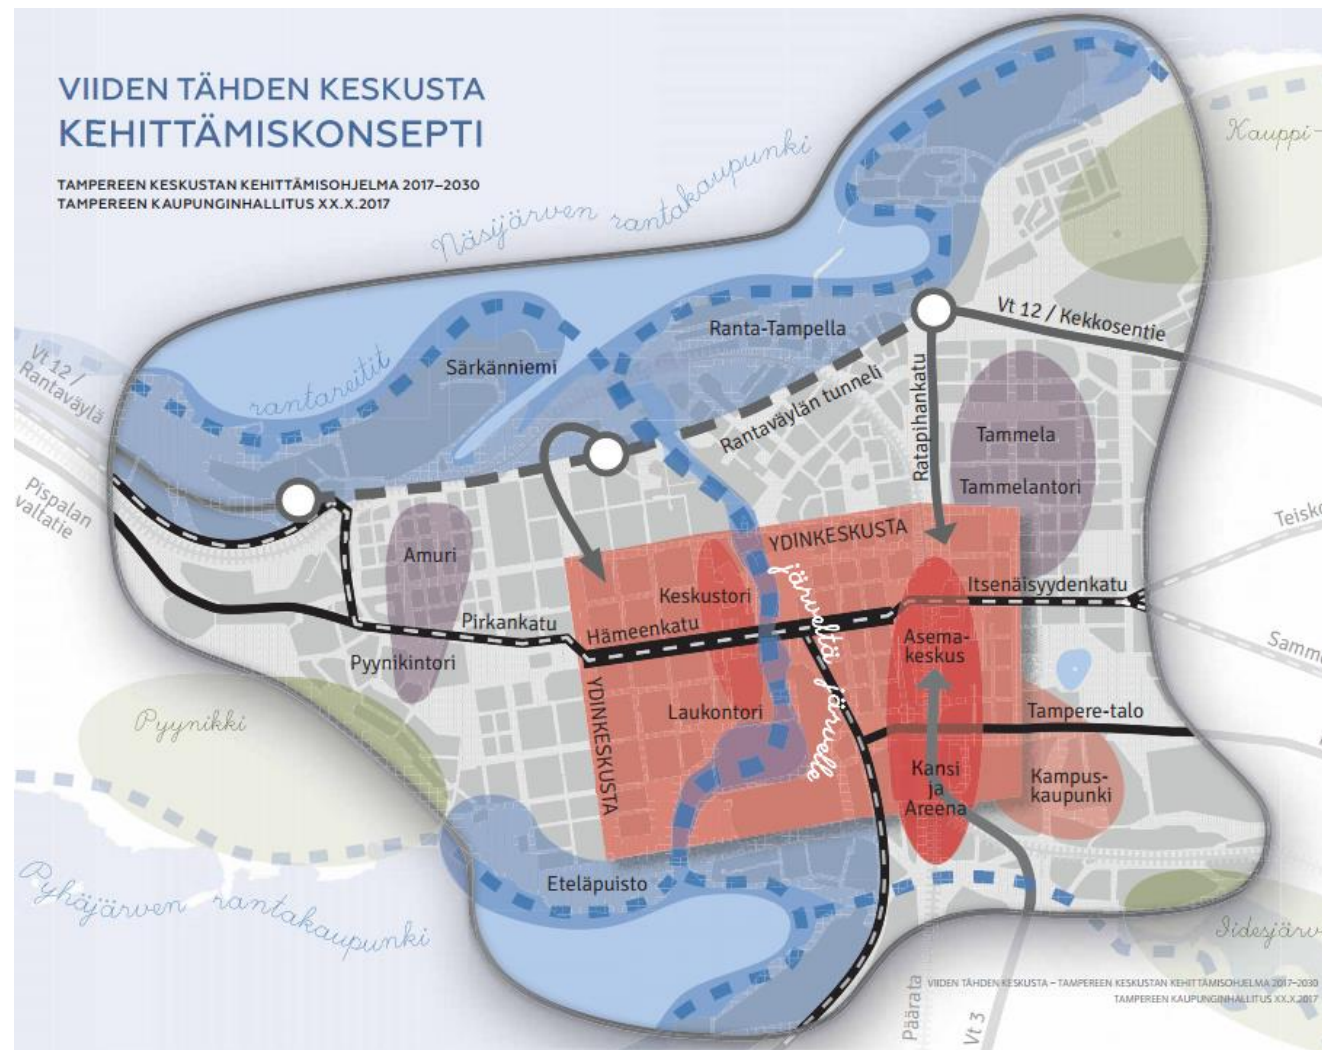 VIIDEN TÄHDEN KESKUSTA
KEHITTÄMISKONSEPTI
TAMPEREEN KESKUSTAN KEHITTÄMISOHJELMA 2017–2030
TAMPEREEN KAUPUNGINHALLITUS XX.X.2017
Näsijärven rantakaupunki
Kauppi-
Vt 12 / Kekkosentie
Ranta-Tampella
Särkänniemi
Vt 12 /
Rantaväylä
rantareitit
Rantaväylän tunneli
Ratapihankatu
Tammela
Tammelantori
Pispalan
valtatie
Teisko
YDINKESKUSTA
Amuri
Keskustori
Itsenäisyydenkatu
Pirkankatu
Hämeenkatu
järveltä järvelle
Asema-
keskus
Samm
Pyynikintori
YDINKESKUSTA
Laukontori
Tampere-talo
Pyynikki
Kansi
ja
Areena
Kampus-
kaupunki
Eteläpuisto
Pyhäjärven rantakaupunki
Iidesjärv
Päärata
Vt 3
VIIDEN TÄHDEN KESKUSTA – TAMPEREEN KESKUSTAN KEHITTÄMISOHJELMA 2017–2030
TAMPEREEN KAUPUNGINHALLITUS XX.X.2017